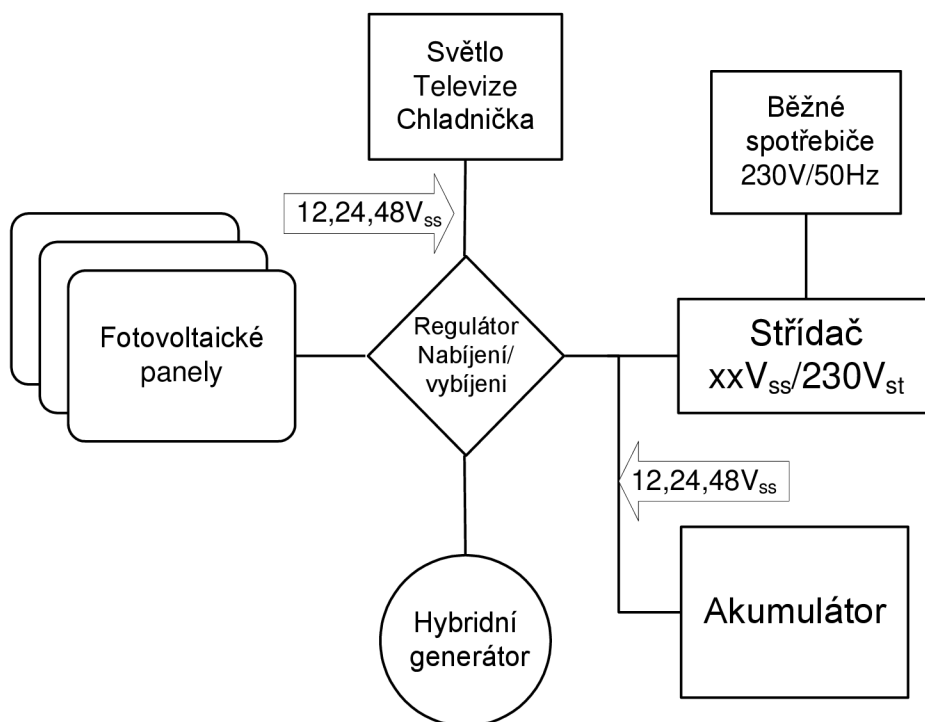 Světlo
Televize
Chladnička
Běžné
spotřebiče
230V/50Hz
12,24,48Vss
Fotovoltaické
panely
Regulátor
Nabíjení/
vybíjeni
Střídač
xxVss/230Vst
12,24,48Vss
Hybridní
generátor
Akumulátor